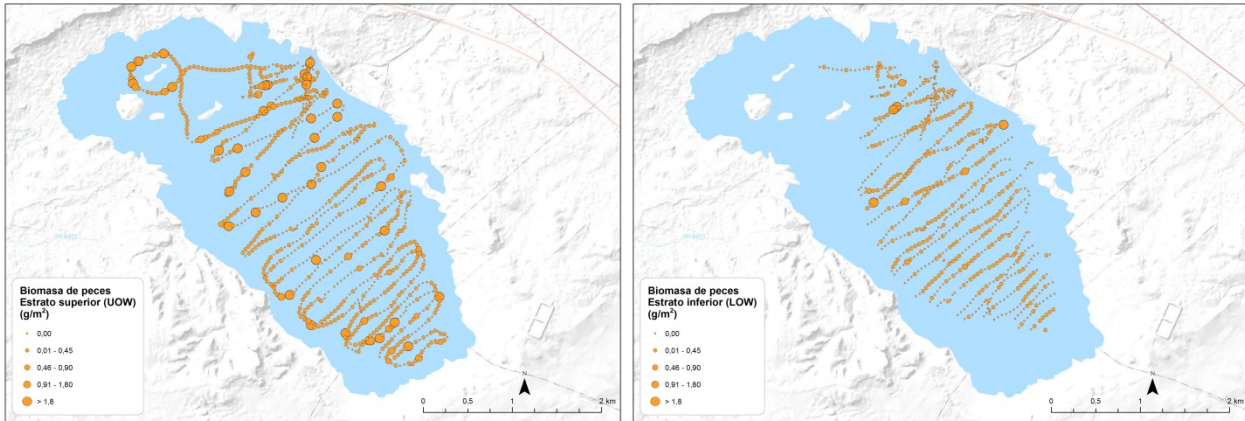 Biomasa de peces
Estrato superior (UOW)
(g/m²)
0,00
0,01 - 0,45
0,46 - 0,90
0,91 - 1,80
> 1,8
N
0 0,5 1 2 km
Biomasa de peces
Estrato inferior (LOW)
(g/m²)
0,00
0,01 - 0,45
0,46 - 0,90
0,91 - 1,80
> 1,8
N
0 0,5 1 2 km